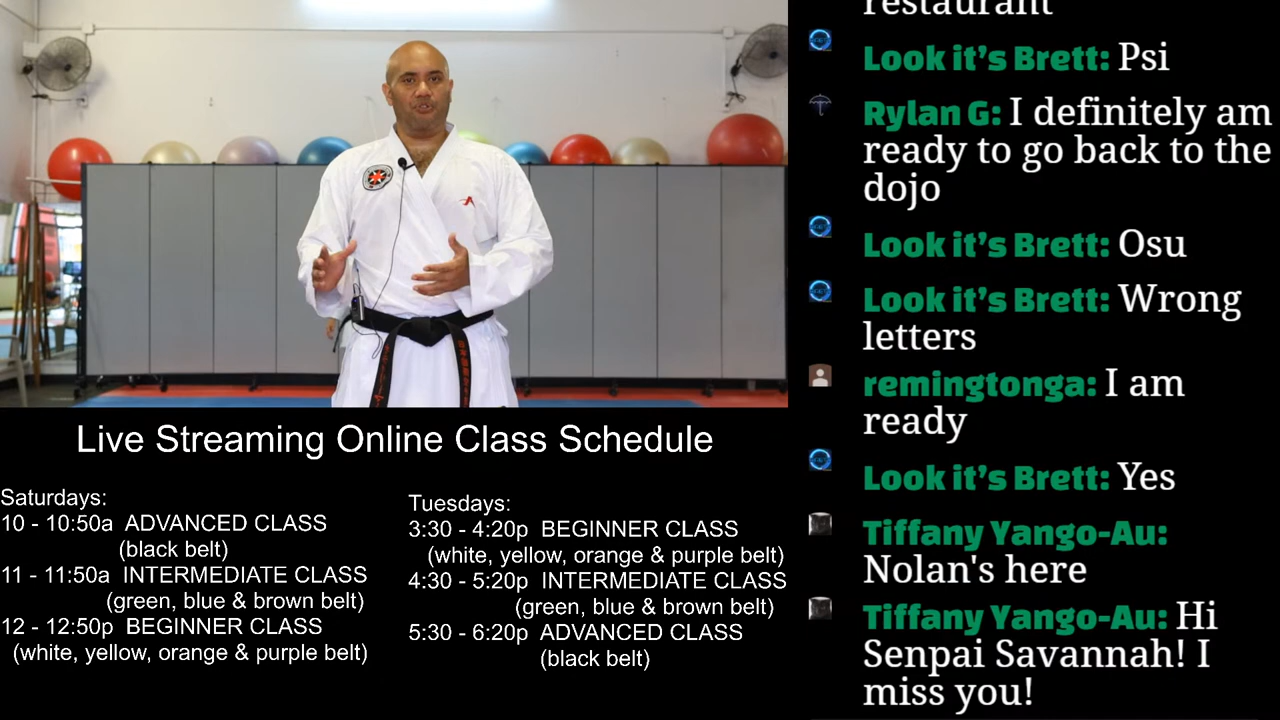 Live Streaming Online Class Schedule
Saturdays:
10 - 10:50a ADVANCED CLASS
(black belt)
11 - 11:50a INTERMEDIATE CLASS
(green, blue & brown belt)
12 - 12:50p BEGINNER CLASS
(white, yellow, orange & purple belt)
Tuesdays:
3:30 - 4:20p BEGINNER CLASS
(white, yellow, orange & purple belt)
4:30 - 5:20p INTERMEDIATE CLASS
(green, blue & brown belt)
5:30 - 6:20p ADVANCED CLASS
(black belt)
restaurant
Look it's Brett: Psi
Rylan G: I definitely am
ready to go back to the
dojo
Look it's Brett: Osu
Look it's Brett: Wrong
letters
remingtonga: I am
ready
Look it's Brett: Yes
Tiffany Yango-Au:
Nolan's here
Tiffany Yango-Au: Hi
Senpai Savannah! I
miss you!